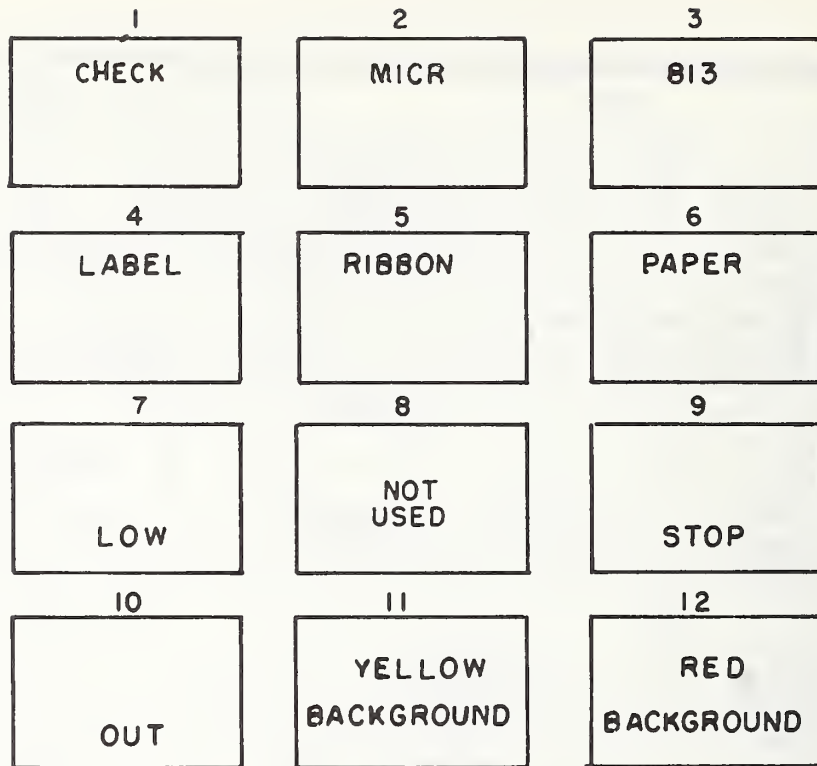 1 2 3
CHECK MICR 813
4 5 6
LABEL RIBBON PAPER
7 8 9
NOT
USED
LOW STOP
10 11 12
YELLOW RED
BACKGROUND BACKGROUND
OUT